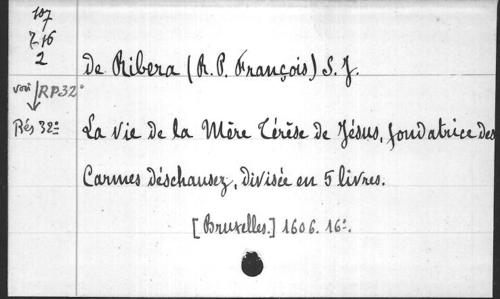 107
7.16
2
de Ribera (R. P. François) S. J.
voir RP32°
Rés 32°
La vie de la Mère Térèse de Jésus, fondatrice des
Carmes déschausez, divisée en 5 livres.
[Bruxelles.] 1606. 16°.